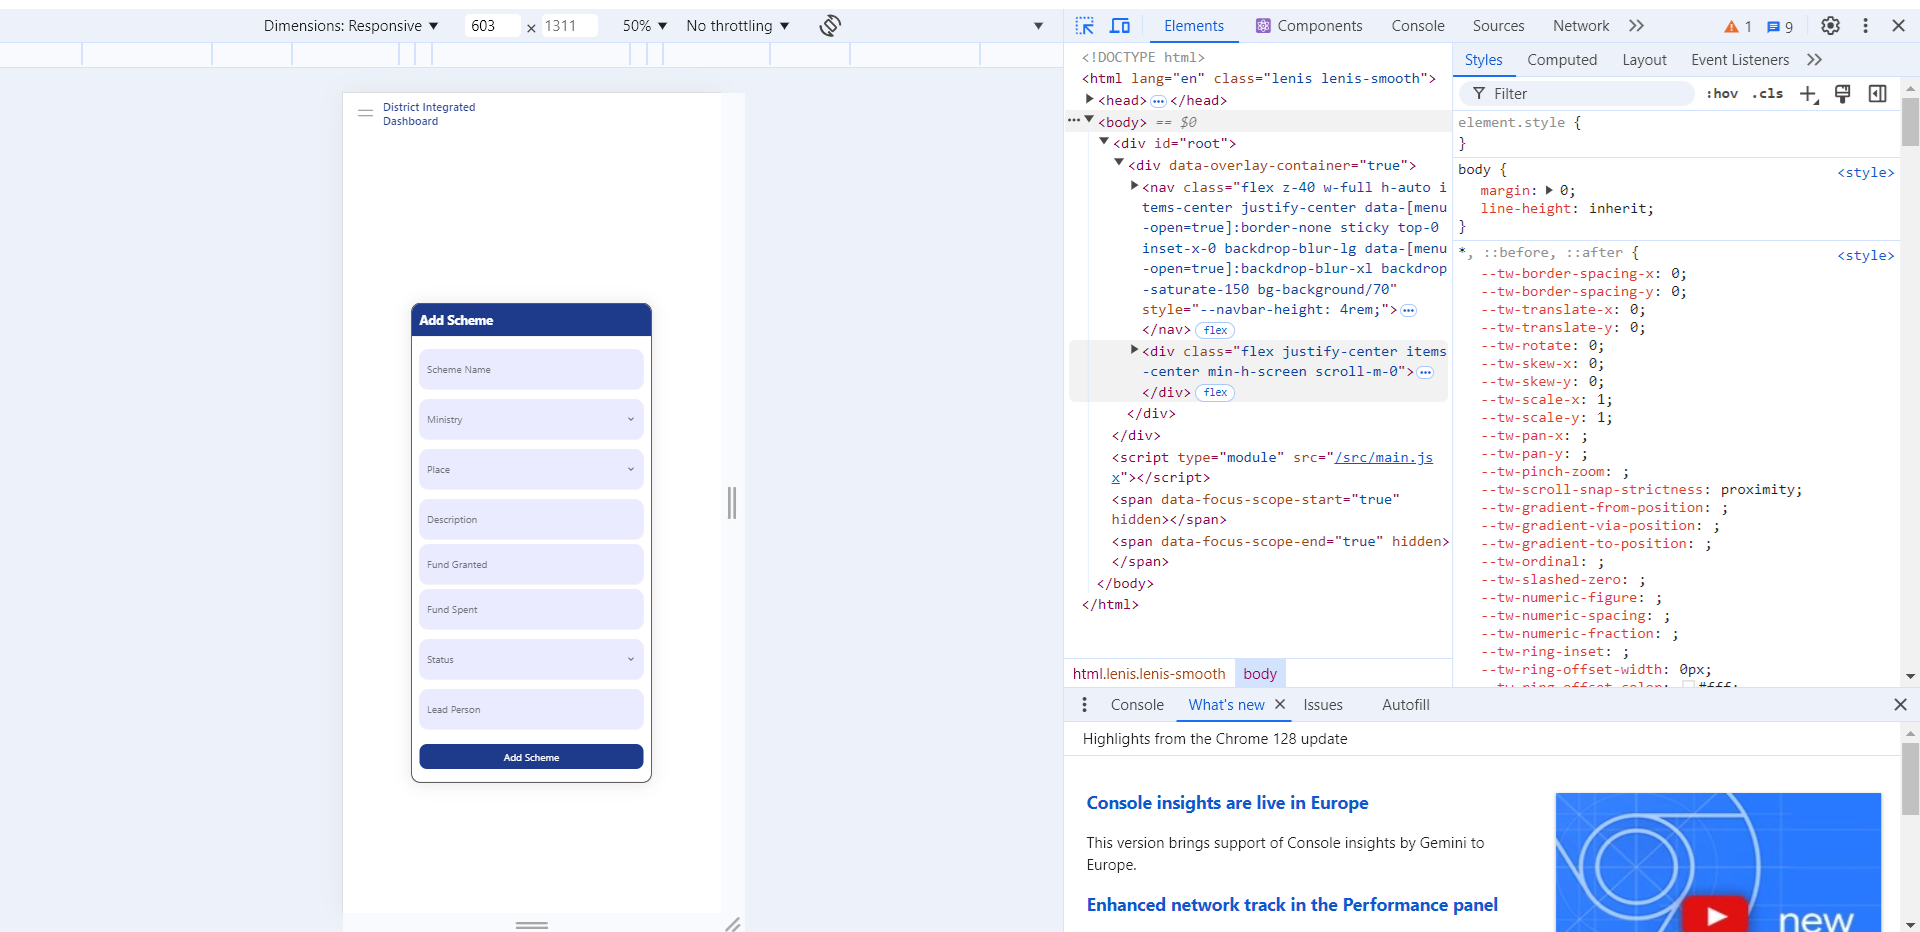 Dimensions: Responsive ▼ 603 × 1311 50% ▼ No throttling ▼
District Integrated
Dashboard
Add Scheme
Scheme Name
Ministry
Place
Description
Fund Granted
Fund Spent
Status
Lead Person
Add Scheme
Elements Components Console Sources Network 1 9
<!DOCTYPE html>
<html lang="en" class="lenis lenis-smooth">
<head> ••• </head>
••• <body> == $0
<div id="root">
<div data-overlay-container="true">
<nav class="flex z-40 w-full h-auto i
tems-center justify-center data-[menu
-open=true]:border-none sticky top-0
inset-x-0 backdrop-blur-lg data-[menu
-open=true]:backdrop-blur-xl backdrop
-saturate-150 bg-background/70"
style="--navbar-height: 4rem;"> •••
</nav> flex
<div class="flex justify-center items
-center min-h-screen scroll-m-0"> •••
</div> flex
</div>
</div>
<script type="module" src="/src/main.js
x"></script>
<span data-focus-scope-start="true"
hidden></span>
<span data-focus-scope-end="true" hidden>
</span>
</body>
</html>
html.lenis.lenis-smooth body
Styles Computed Layout Event Listeners
Filter :hov .cls
element.style {
}
body { <style>
margin: 0;
line-height: inherit;
}
*, ::before, ::after { <style>
--tw-border-spacing-x: 0;
--tw-border-spacing-y: 0;
--tw-translate-x: 0;
--tw-translate-y: 0;
--tw-rotate: 0;
--tw-skew-x: 0;
--tw-skew-y: 0;
--tw-scale-x: 1;
--tw-scale-y: 1;
--tw-pan-x: ;
--tw-pan-y: ;
--tw-pinch-zoom: ;
--tw-scroll-snap-strictness: proximity;
--tw-gradient-from-position: ;
--tw-gradient-via-position: ;
--tw-gradient-to-position: ;
--tw-ordinal: ;
--tw-slashed-zero: ;
--tw-numeric-figure: ;
--tw-numeric-spacing: ;
--tw-numeric-fraction: ;
--tw-ring-inset: ;
--tw-ring-offset-width: 0px;
--tw-ring-offset-color: #fff;
Console What's new Issues Autofill
Highlights from the Chrome 128 update
Console insights are live in Europe
This version brings support of Console insights by Gemini to
Europe.
Enhanced network track in the Performance panel
new